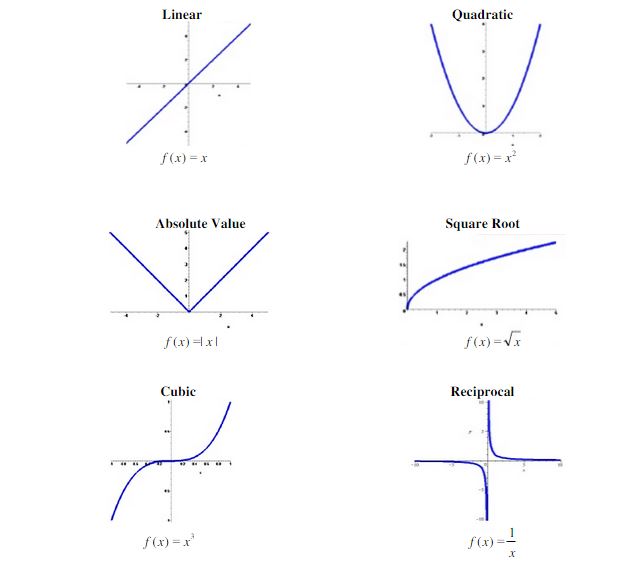 Linear
Quadratic
f(x) = x
f(x) = x²
Absolute Value
Square Root
f(x) =| x |
f(x) = √x
Cubic
Reciprocal
f(x) = x³
f(x) = 1/x